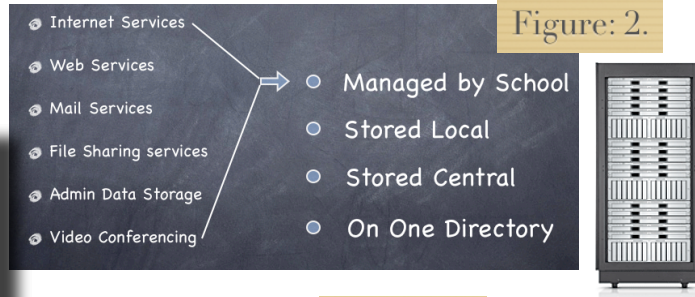 Figure: 2.
Internet Services
Web Services
Mail Services
File Sharing services
Admin Data Storage
Video Conferencing
Managed by School
Stored Local
Stored Central
On One Directory